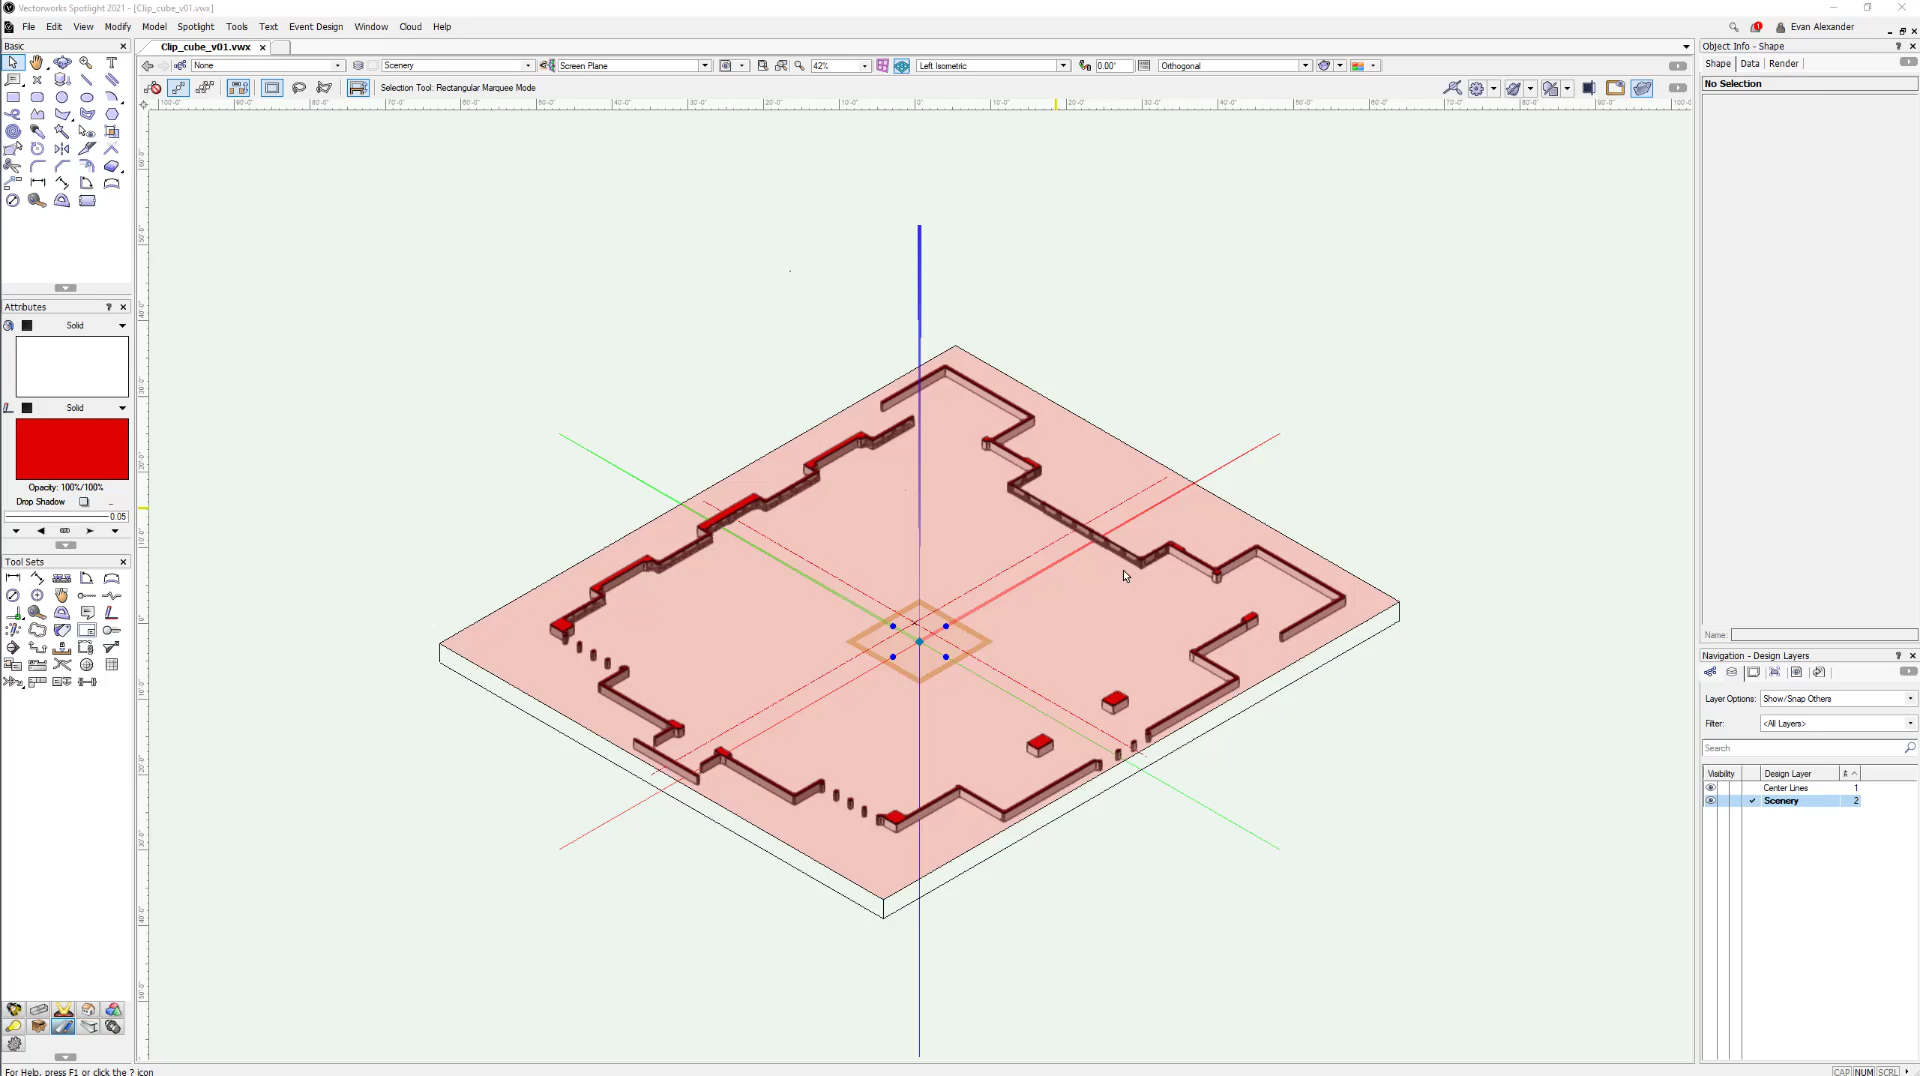 Vectorworks Spotlight 2021 - [Clip_cube_v01.vwx]
File Edit View Modify Model Spotlight Tools Text Event Design Window Cloud Help
Evan Alexander
Basic
Clip_cube_v01.vwx
None
Scenery
Screen Plane
42%
Left Isometric
0.00°
Orthogonal
Selection Tool: Rectangular Marquee Mode
Object Info - Shape
Shape Data Render
No Selection
Attributes
Solid
Solid
Opacity: 100%/100%
Drop Shadow
0.05
Tool Sets
Name:
Navigation - Design Layers
Layer Options: Show/Snap Others
Filter: <All Layers>
Search
Visibility Design Layer #
Center Lines 1
Scenery 2
For Help, press F1 or click the ? icon
CAP NUM SCRL